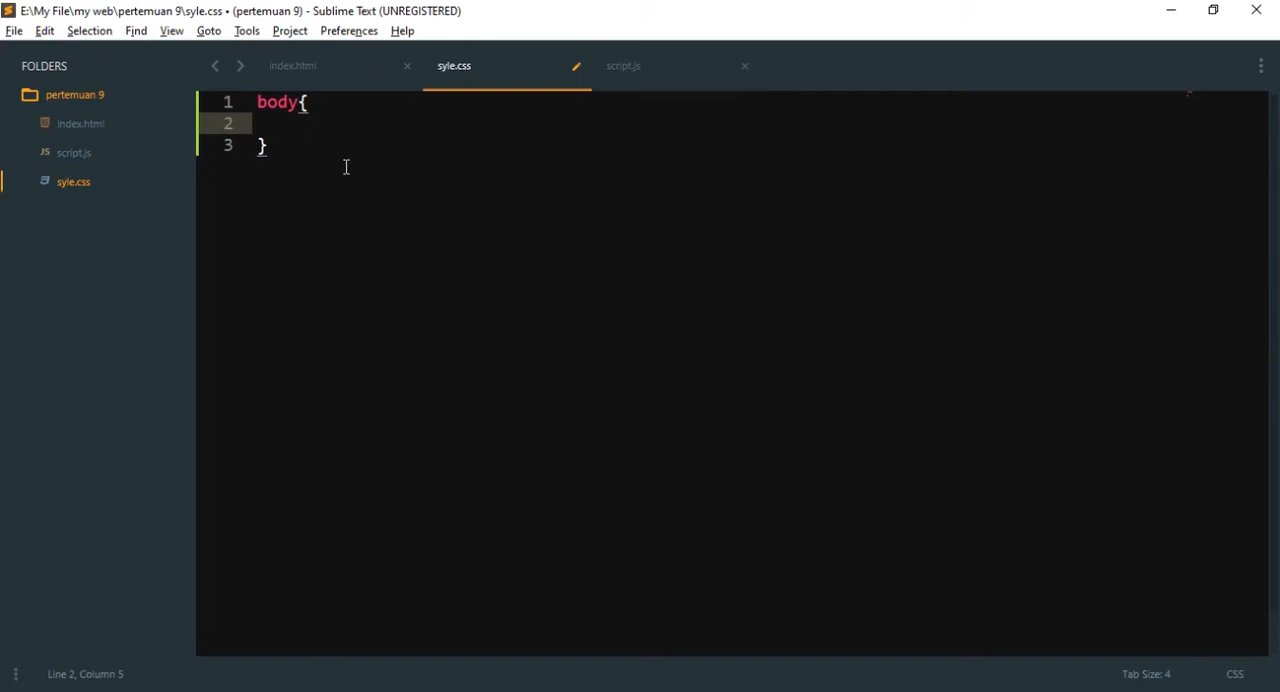 E:\My File\my web\pertemuan 9\syle.css • (pertemuan 9) - Sublime Text (UNREGISTERED)
File Edit Selection Find View Goto Tools Project Preferences Help
FOLDERS
pertemuan 9
index.html
JS script.js
syle.css
index.html syle.css script.js
1 body{
2
3 }
Line 2, Column 5 Tab Size: 4 CSS